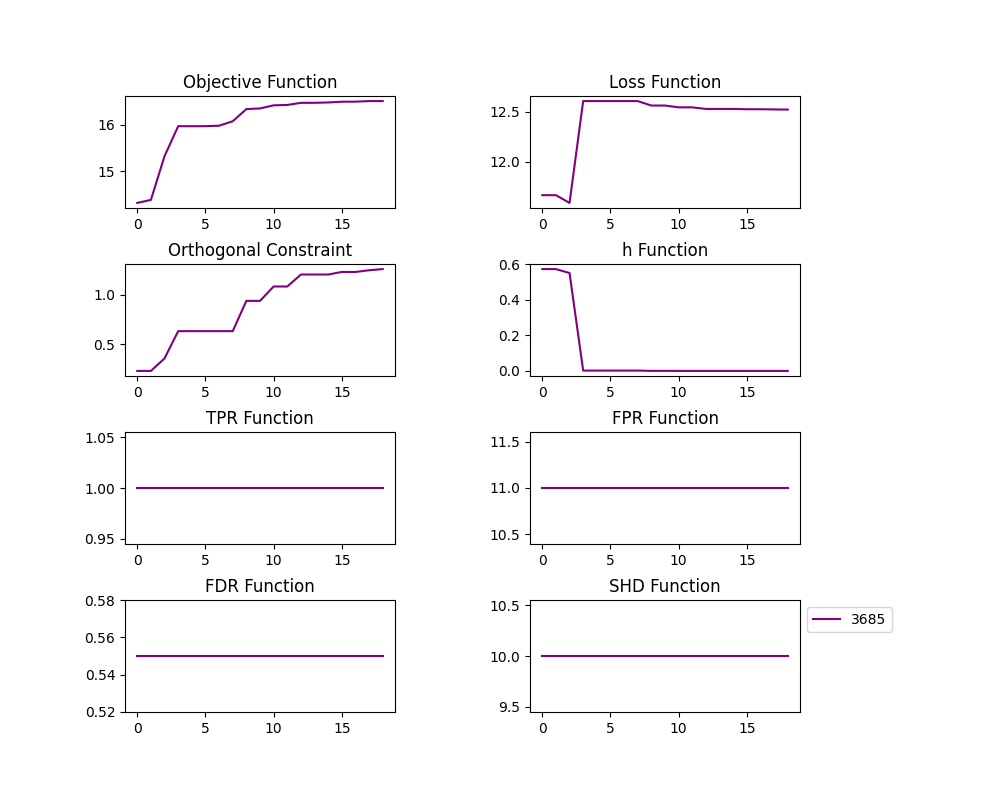 Objective Function
16
15
0 5 10 15
Loss Function
12.5
12.0
0 5 10 15
Orthogonal Constraint
1.0
0.5
0 5 10 15
h Function
0.6
0.4
0.2
0.0
0 5 10 15
TPR Function
1.05
1.00
0.95
0 5 10 15
FPR Function
11.5
11.0
10.5
0 5 10 15
FDR Function
0.58
0.56
0.54
0.52
0 5 10 15
SHD Function
10.5
10.0
9.5
0 5 10 15
3685